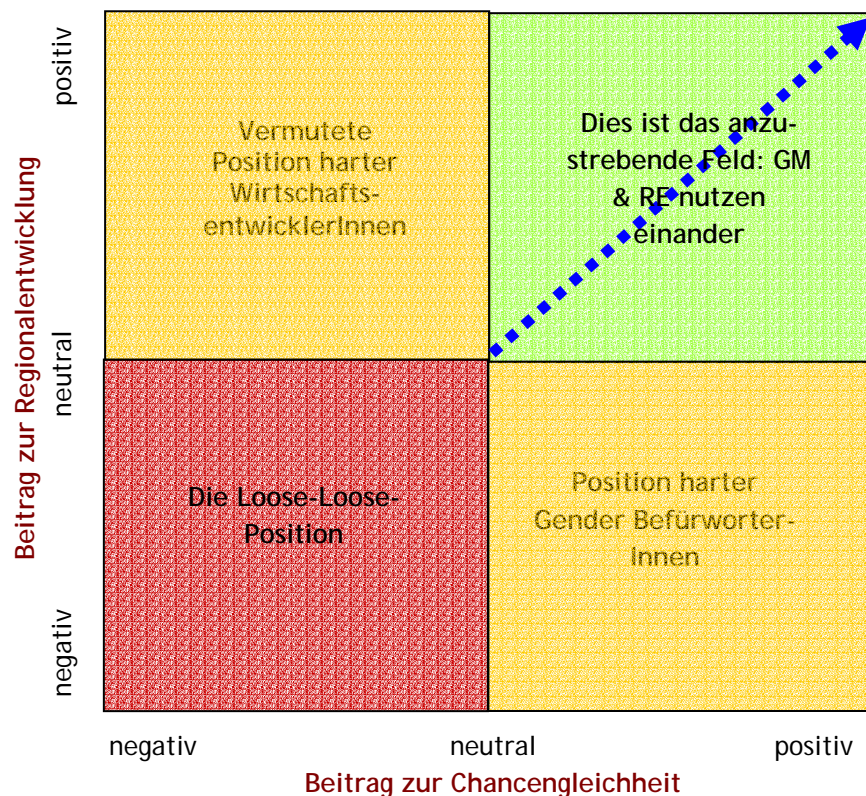 positiv
neutral
negativ
Beitrag zur Regionalentwicklung
Vermutete
Position harter
Wirtschafts-
entwicklerInnen
Dies ist das anzu-
strebende Feld: GM
& RE nutzen
einander
Die Loose-Loose-
Position
Position harter
Gender Befürworter-
Innen
negativ
neutral
positiv
Beitrag zur Chancengleichheit